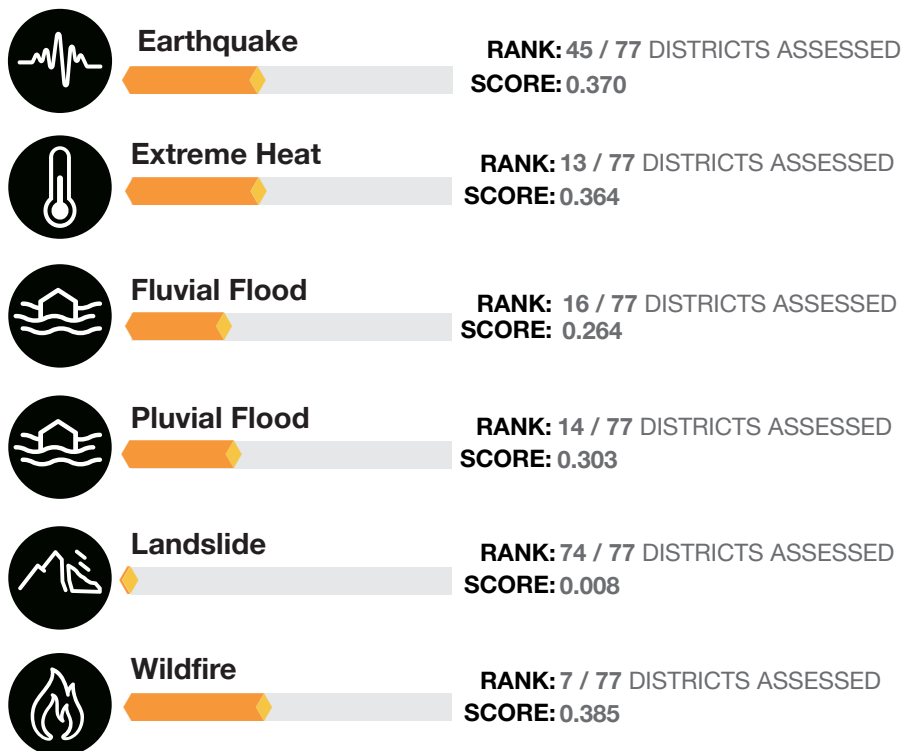 Earthquake
RANK: 45 / 77 DISTRICTS ASSESSED
SCORE: 0.370
Extreme Heat
RANK: 13 / 77 DISTRICTS ASSESSED
SCORE: 0.364
Fluvial Flood
RANK: 16 / 77 DISTRICTS ASSESSED
SCORE: 0.264
Pluvial Flood
RANK: 14 / 77 DISTRICTS ASSESSED
SCORE: 0.303
Landslide
RANK: 74 / 77 DISTRICTS ASSESSED
SCORE: 0.008
Wildfire
RANK: 7 / 77 DISTRICTS ASSESSED
SCORE: 0.385